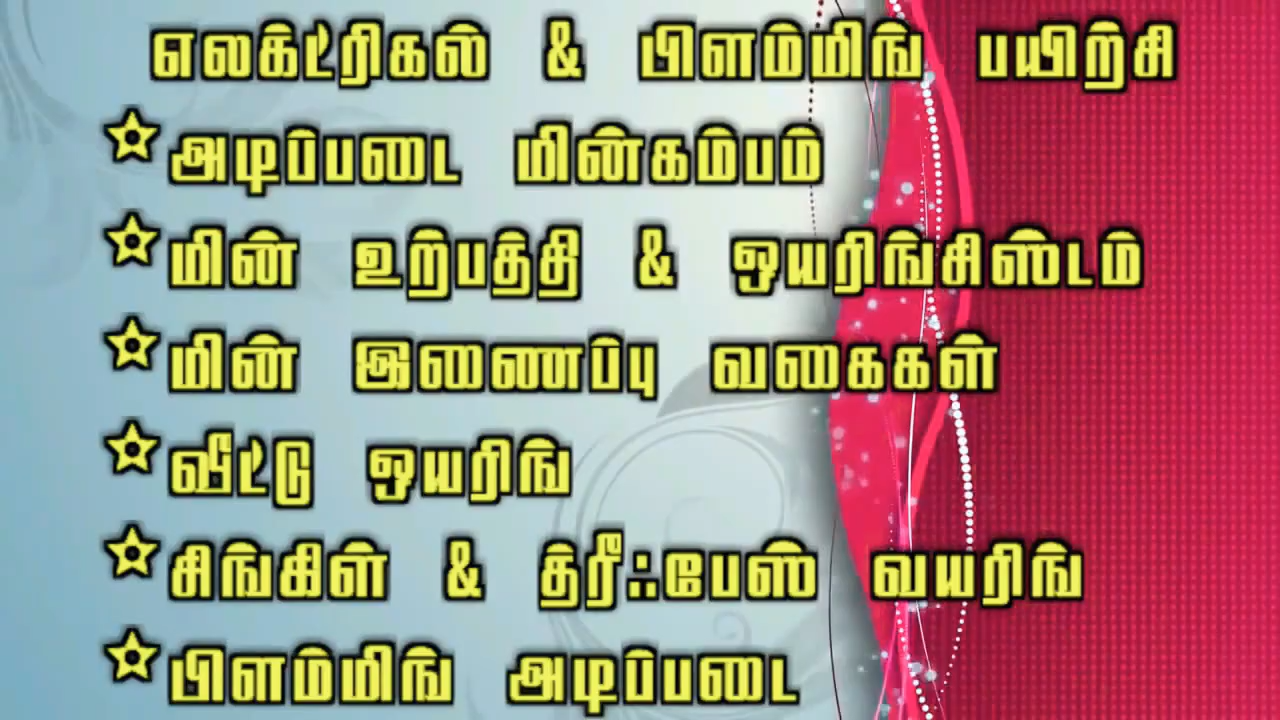 எலக்ட்ரிகல் & பிளம்மிங் பயிற்சி
☆அடிப்படை மின்கம்பம்
☆மின் உற்பத்தி & ஒயரிங்சிஸ்டம்
☆மின் இணைப்பு வகைகள்
☆வீட்டு ஒயரிங்
☆சிங்கிள் & த்ரீஃபேஸ் வயரிங்
☆பிளம்மிங் அடிப்படை